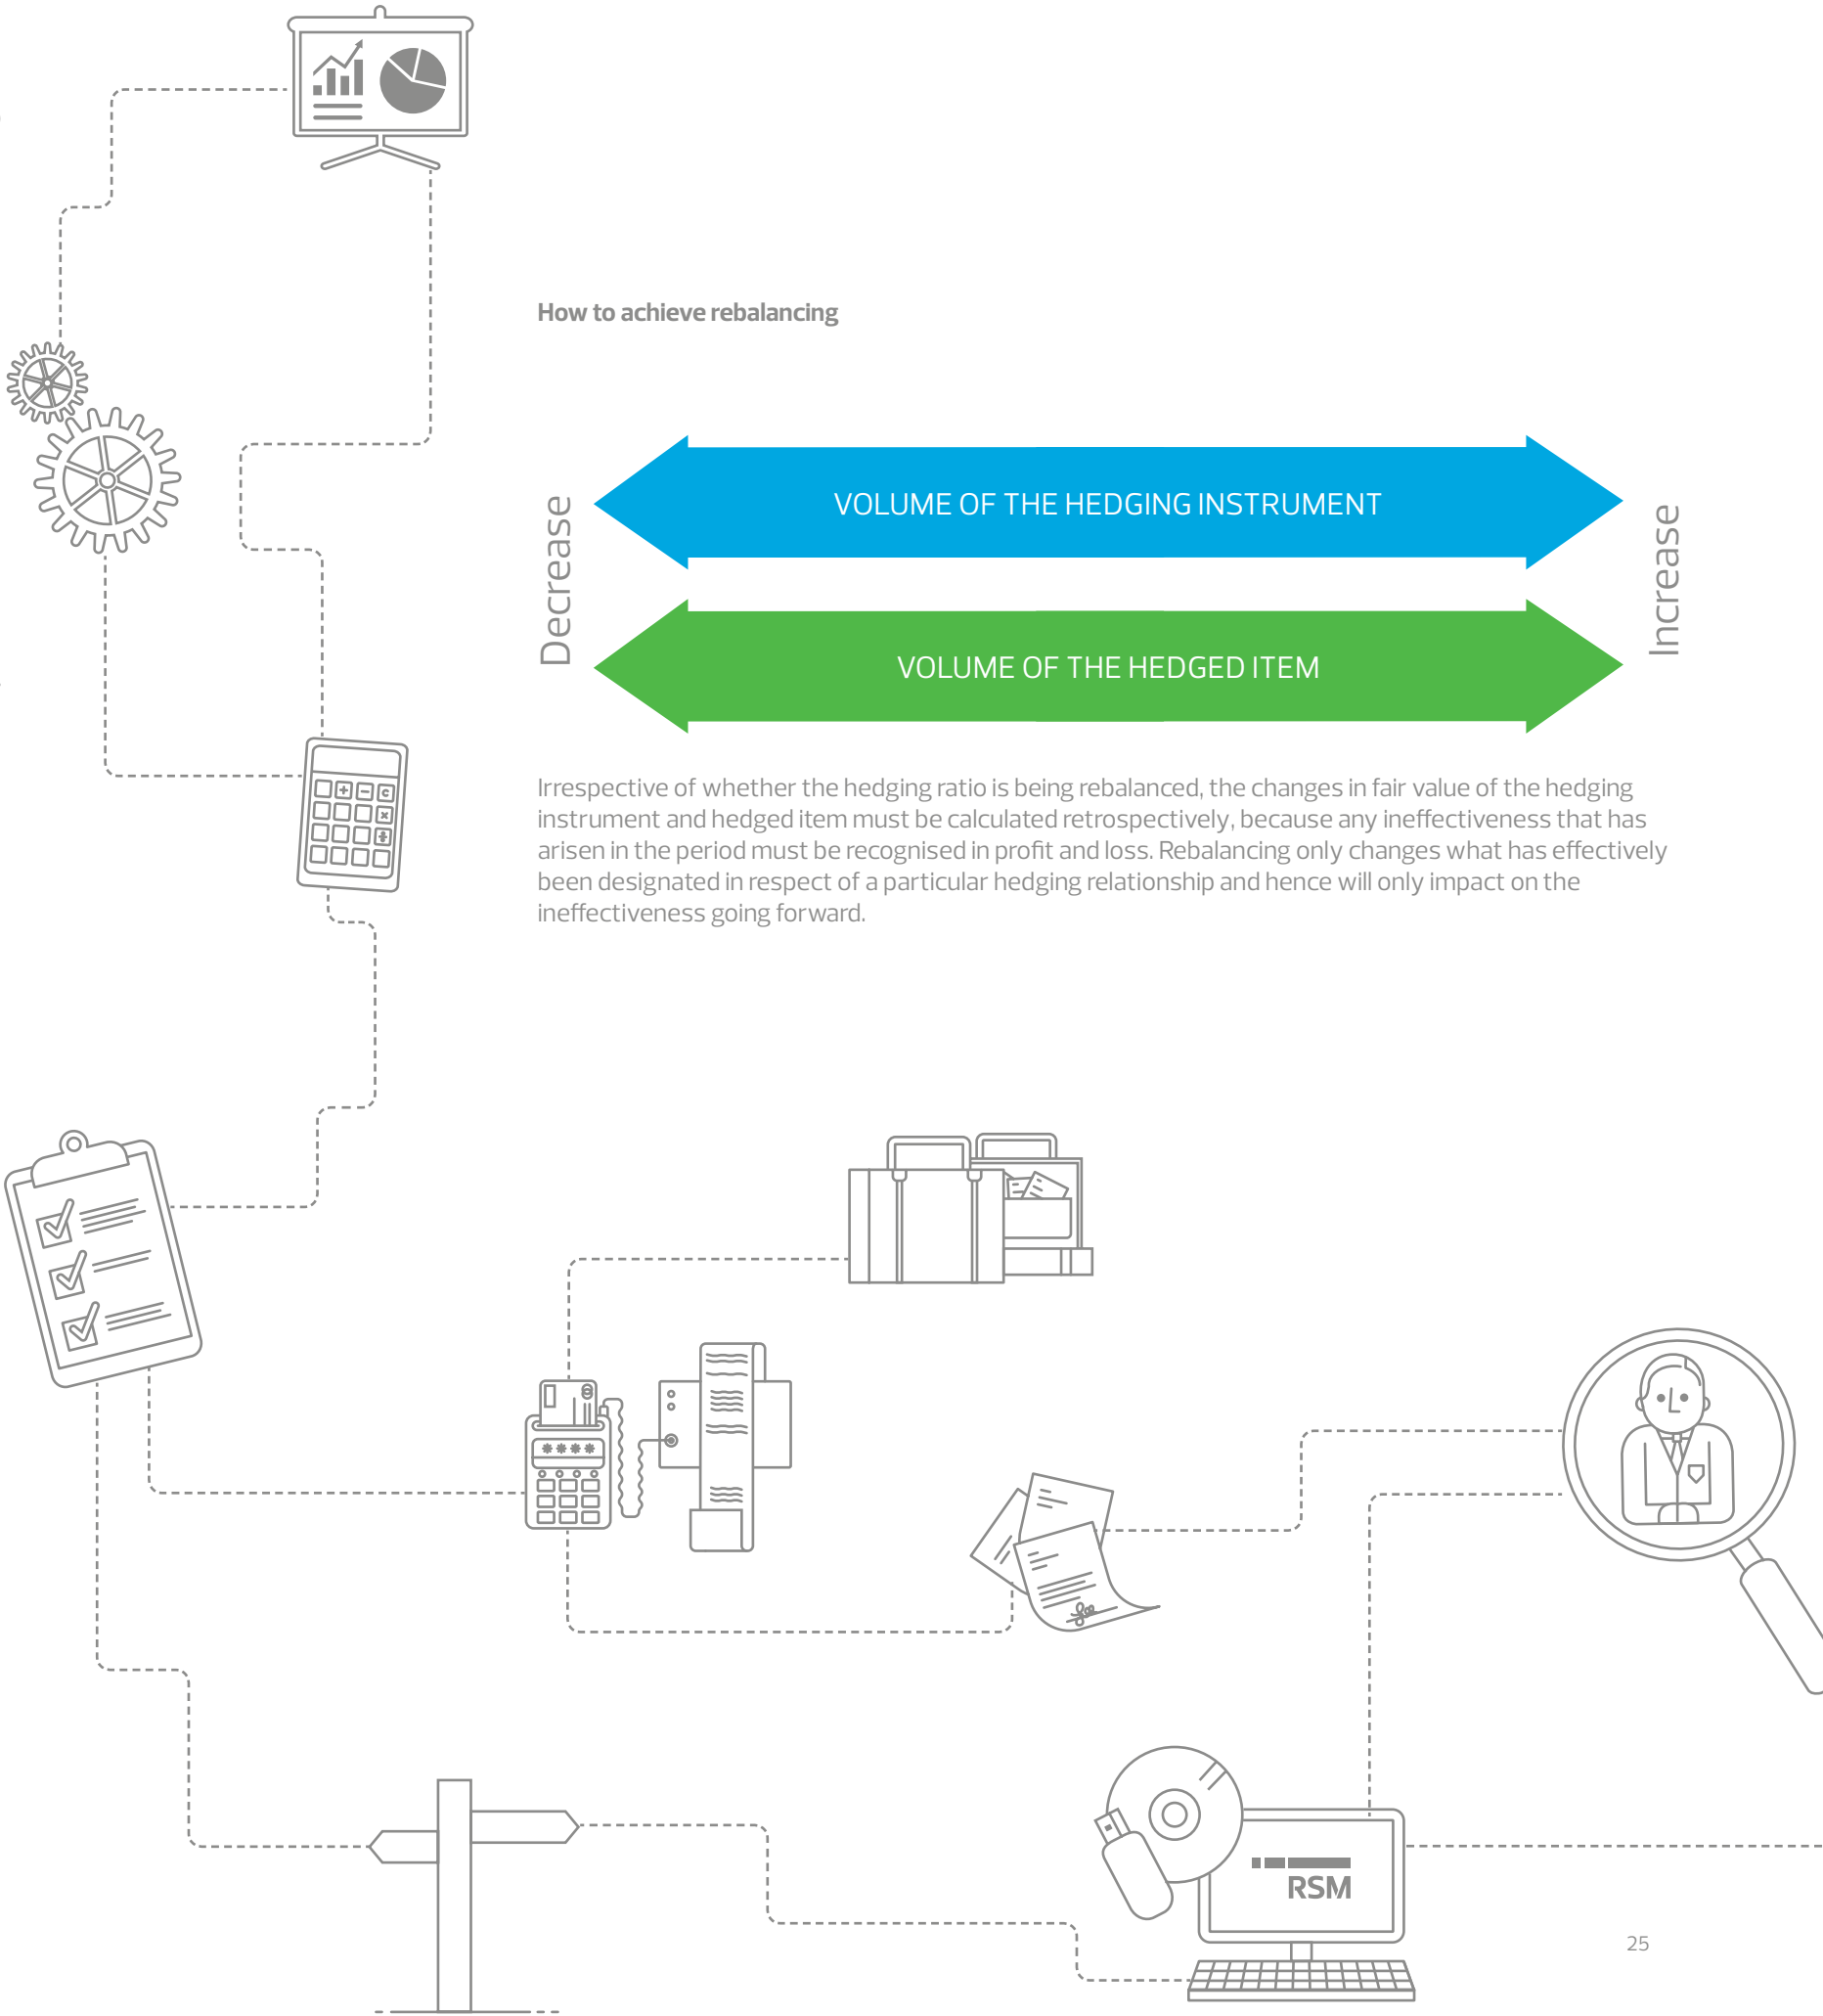 How to achieve rebalancing
Decrease
VOLUME OF THE HEDGING INSTRUMENT
VOLUME OF THE HEDGED ITEM
Increase
Irrespective of whether the hedging ratio is being rebalanced, the changes in fair value of the hedging
instrument and hedged item must be calculated retrospectively, because any ineffectiveness that has
arisen in the period must be recognised in profit and loss. Rebalancing only changes what has effectively
been designated in respect of a particular hedging relationship and hence will only impact on the
ineffectiveness going forward.
RSM
25